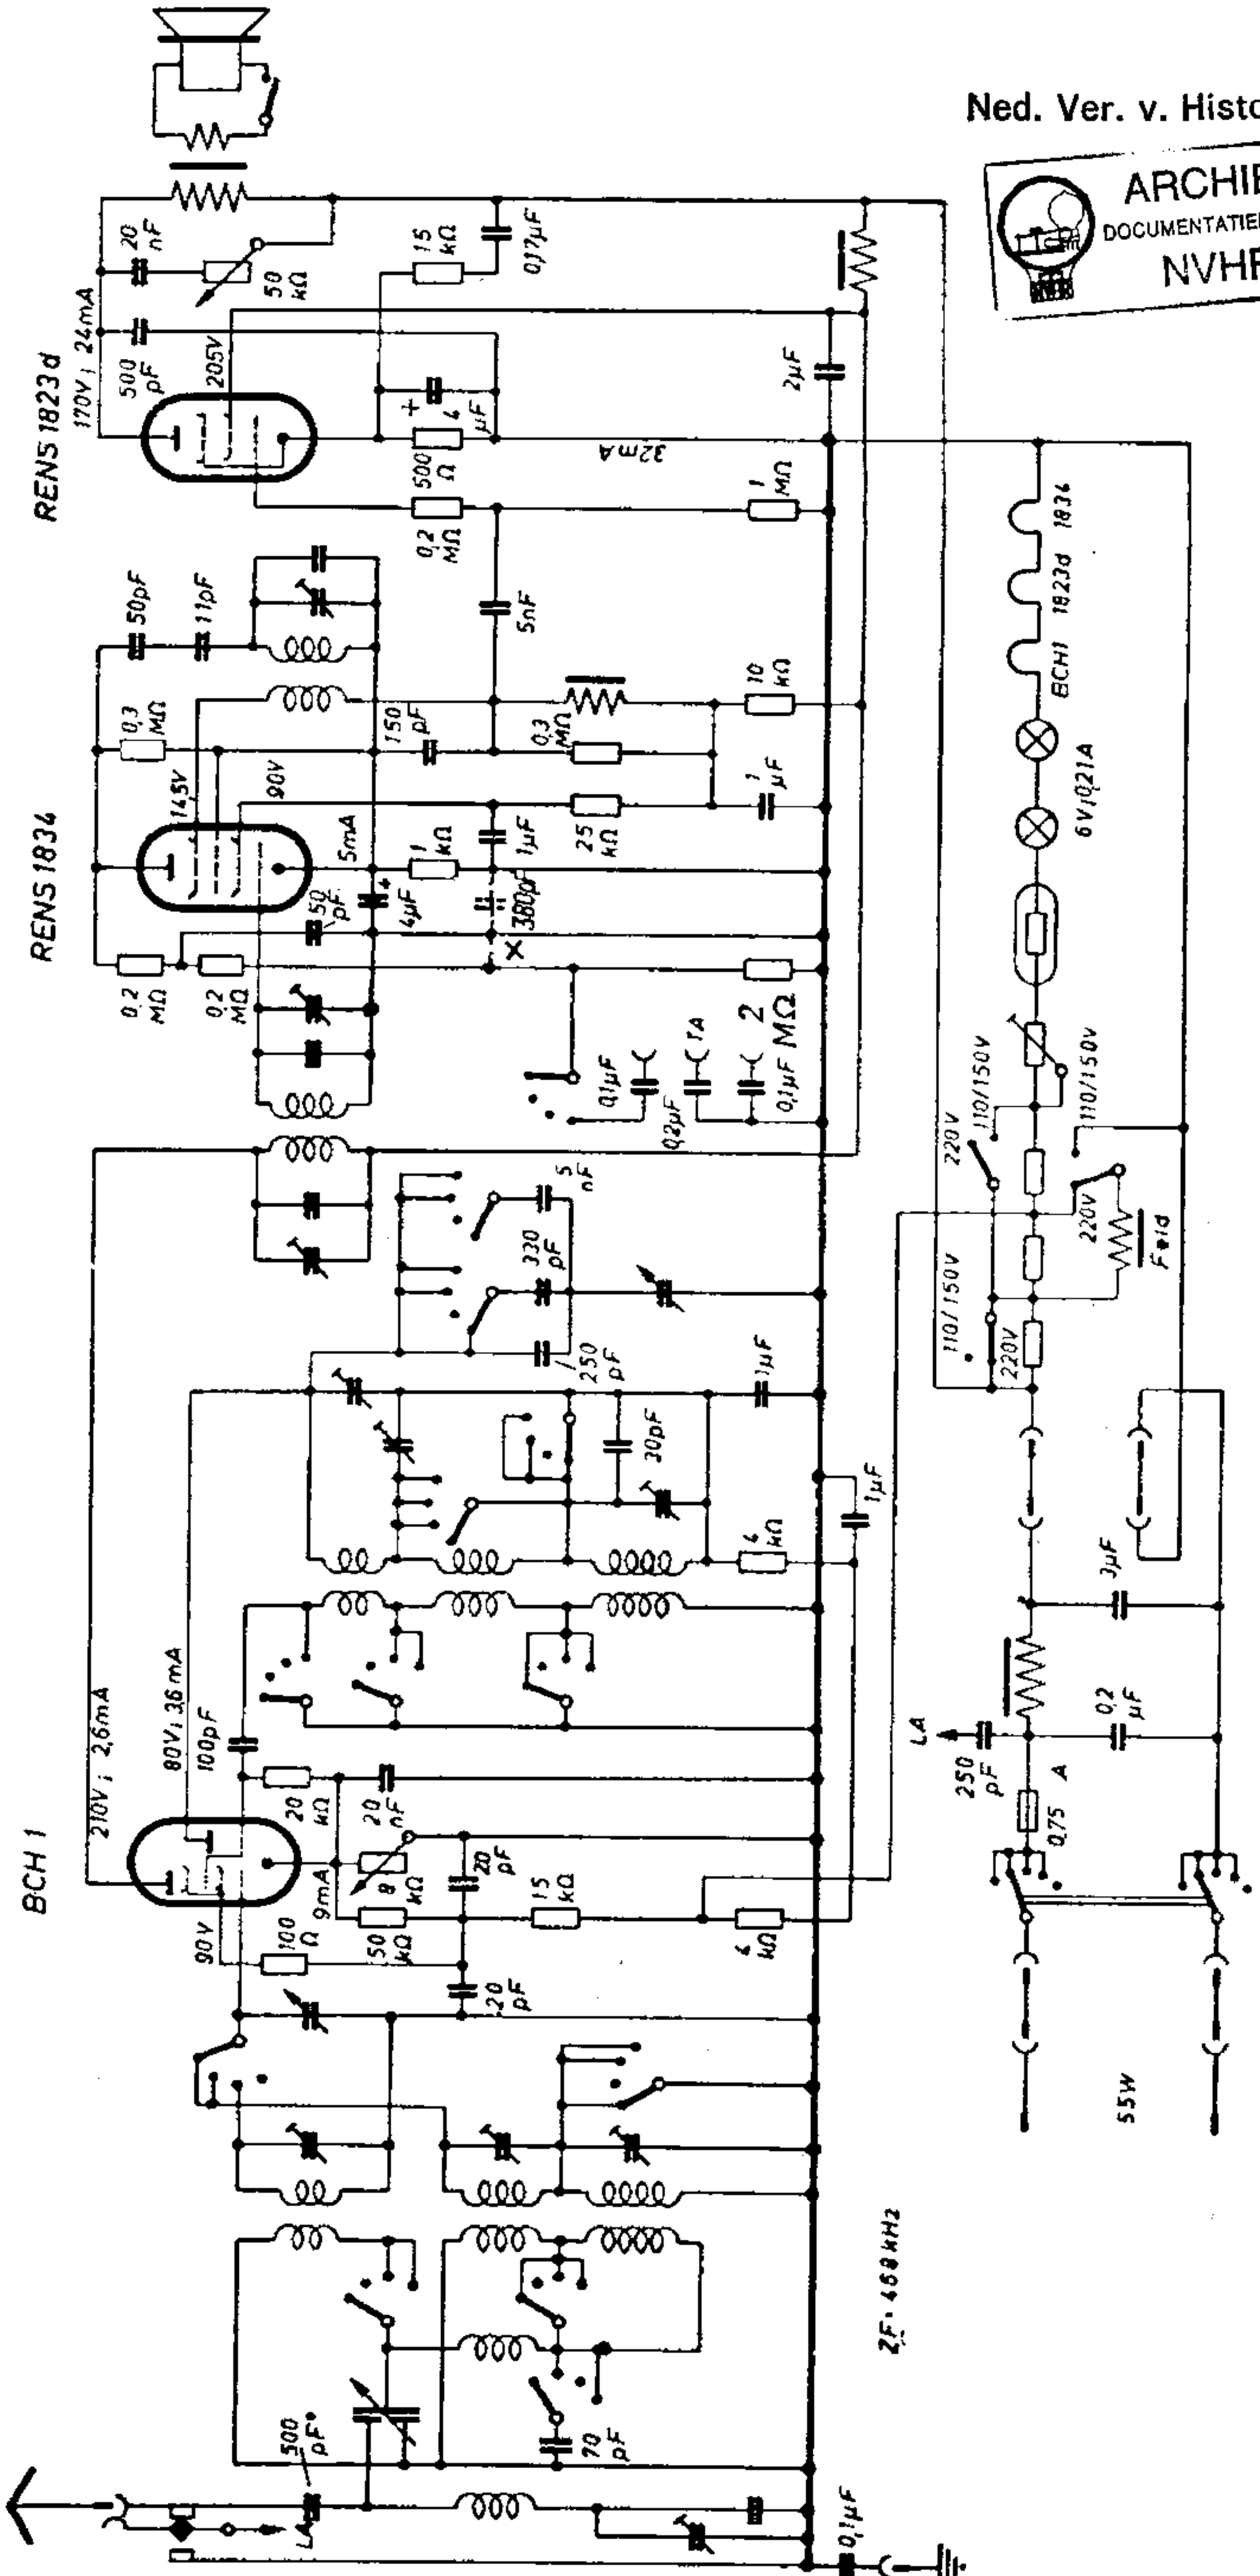 Ned. Ver. v. Histo
ARCHIE
DOCUMENTATIE
NVHR
BCH 1
RENS 1834
RENS 1823d
210V; 2,6mA
80V; 3,6mA
100pF
90V
100 Ω
9mA
20 kΩ
20 nF
8 kΩ
50 kΩ
20 pF
20 pF
15 kΩ
4 kΩ
4 kΩ
1µF
1µF
30pF
250 pF
330 pF
5 nF
500 pF
70 pF
LA
0,1µF
ZF= 468 kHz
0,2 MΩ
0,2 MΩ
50 pF
4µF
+
145V
90V
5mA
1 kΩ
1µF
380pF
X
0,1µF
0,2µF
TA
0,1µF
2 MΩ
0,3 MΩ
50pF
11pF
150 pF
0,3 MΩ
25 kΩ
1 µF
10 kΩ
5nF
0,2 MΩ
500 Ω
+
4 µF
1 MΩ
32mA
2µF
170V; 24mA
205V
500 pF
20 nF
50 kΩ
15 kΩ
0,17µF
55W
0,75 A
LA
250 pF
0,2 µF
3µF
110/150V
220V
220V
110/150V
220V
110/150V
Feld
6V;0,21A
BCH1
1823d
1834